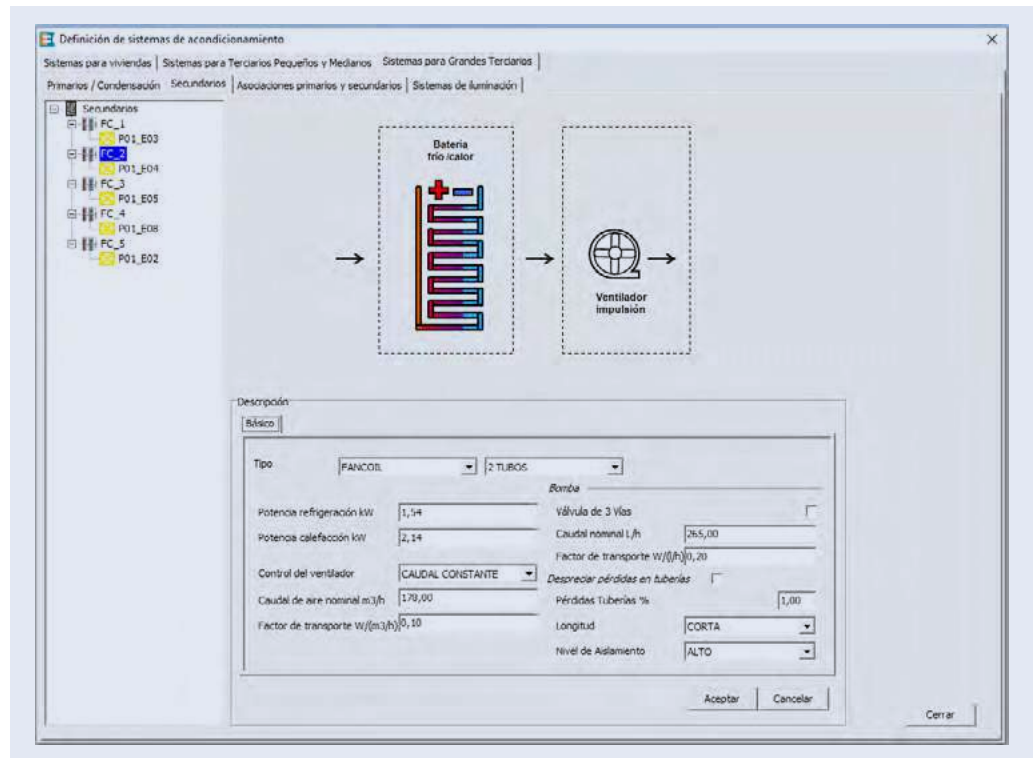 Definición de sistemas de acondicionamiento
Sistemas para viviendas Sistemas para Terciarios Pequeños y Medianos Sistemas para Grandes Terciarios
Primarios / Condensación Secundarios Asociaciones primarios y secundarios Sistemas de iluminación
Secundarios
FC_1
P01_E03
FC_2
P01_E04
FC_3
P01_E05
FC_4
P01_E08
FC_5
P01_E02
Batería
frío /calor
Ventilador
impulsión
Descripción
Básico
Tipo FANCOIL 2 TUBOS
Bomba
Potencia refrigeración kW 1,54 Válvula de 3 Vías
Potencia calefacción kW 2,14 Caudal nominal L/h 265,00
Factor de transporte W/(l/h) 0,20
Control del ventilador CAUDAL CONSTANTE Despreciar pérdidas en tuberías
Caudal de aire nominal m3/h 170,00 Pérdidas Tuberías % 1,00
Factor de transporte W/(m3/h) 0,10 Longitud CORTA
Nivel de Aislamiento ALTO
Aceptar Cancelar
Cerrar